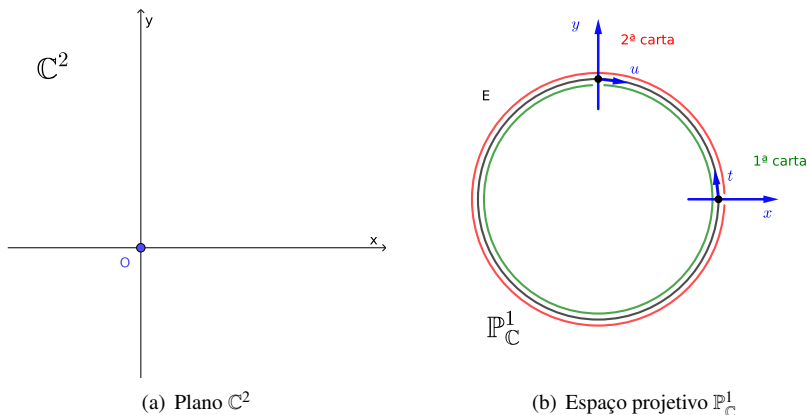 ℂ²
y
x
O
(a) Plano ℂ²
y
2ª carta
u
E
1ª carta
t
x
ℙ¹_ℂ
(b) Espaço projetivo ℙ¹_ℂ